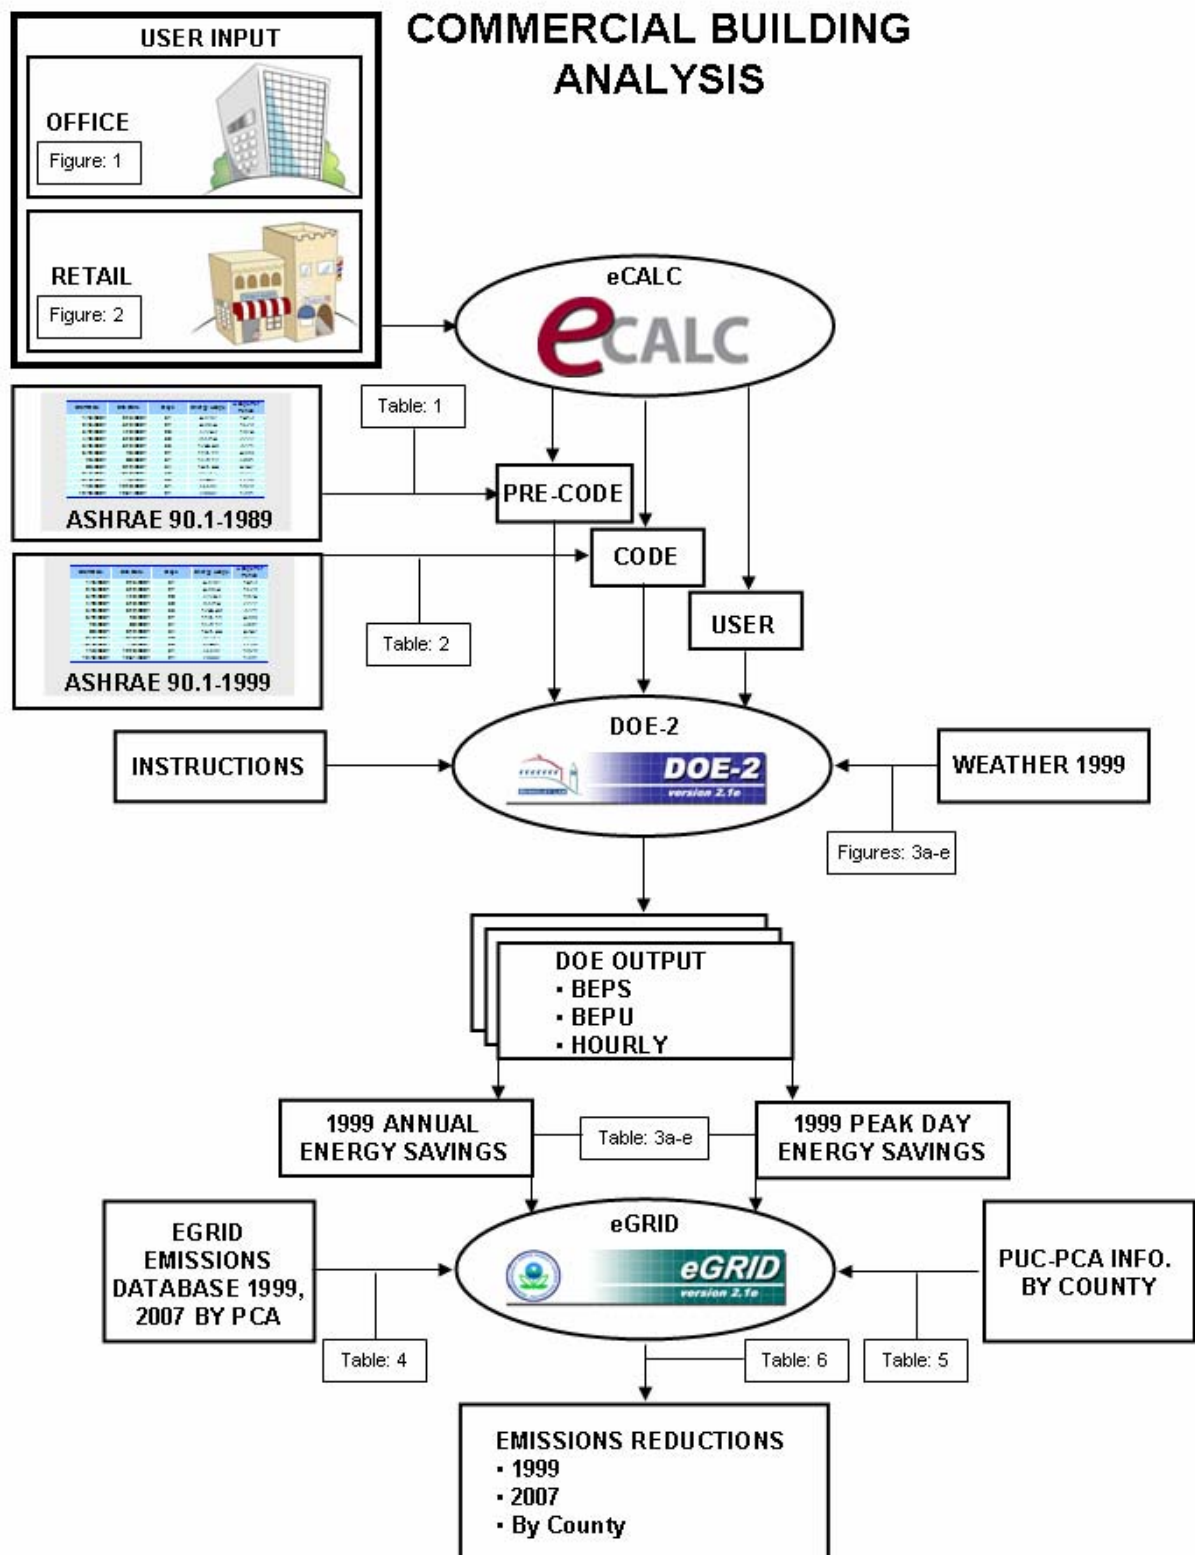 COMMERCIAL BUILDING
ANALYSIS
USER INPUT
OFFICE
Figure: 1
RETAIL
Figure: 2
eCALC
eCALC
Table: 1
PRE-CODE
ASHRAE 90.1-1989
CODE
ASHRAE 90.1-1999
Table: 2
USER
DOE-2
INSTRUCTIONS
DOE-2
version 2.1e
WEATHER 1999
Figures: 3a-e
DOE OUTPUT
▪ BEPS
▪ BEPU
▪ HOURLY
1999 ANNUAL
ENERGY SAVINGS
Table: 3a-e
1999 PEAK DAY
ENERGY SAVINGS
eGRID
EGRID
EMISSIONS
DATABASE 1999,
2007 BY PCA
eGRID
version 2.1e
PUC-PCA INFO.
BY COUNTY
Table: 4
Table: 6
Table: 5
EMISSIONS REDUCTIONS
▪ 1999
▪ 2007
▪ By County